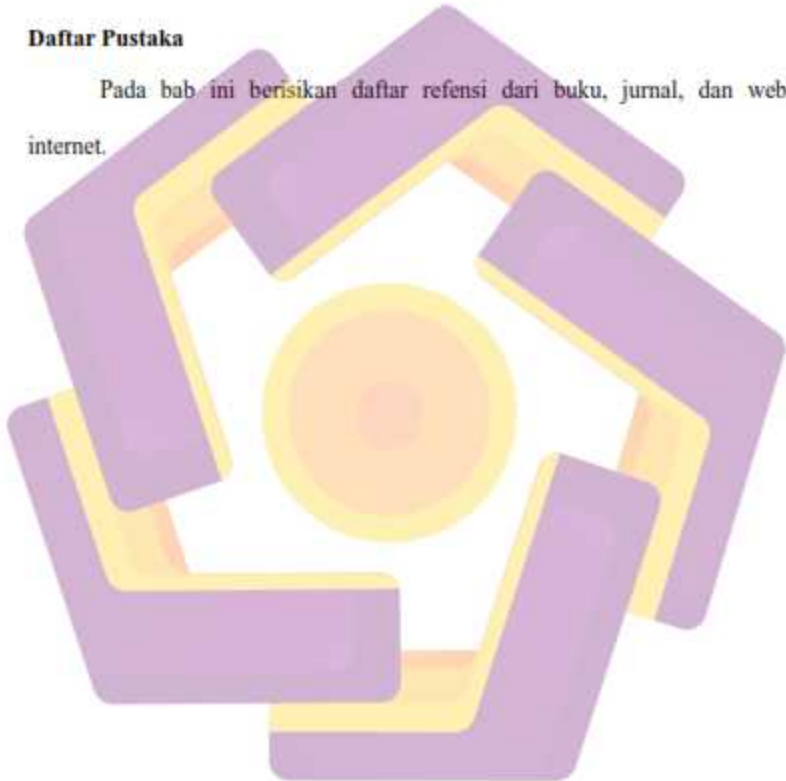 Daftar Pustaka
Pada bab ini berisikan daftar refensi dari buku, jurnal, dan web
internet.